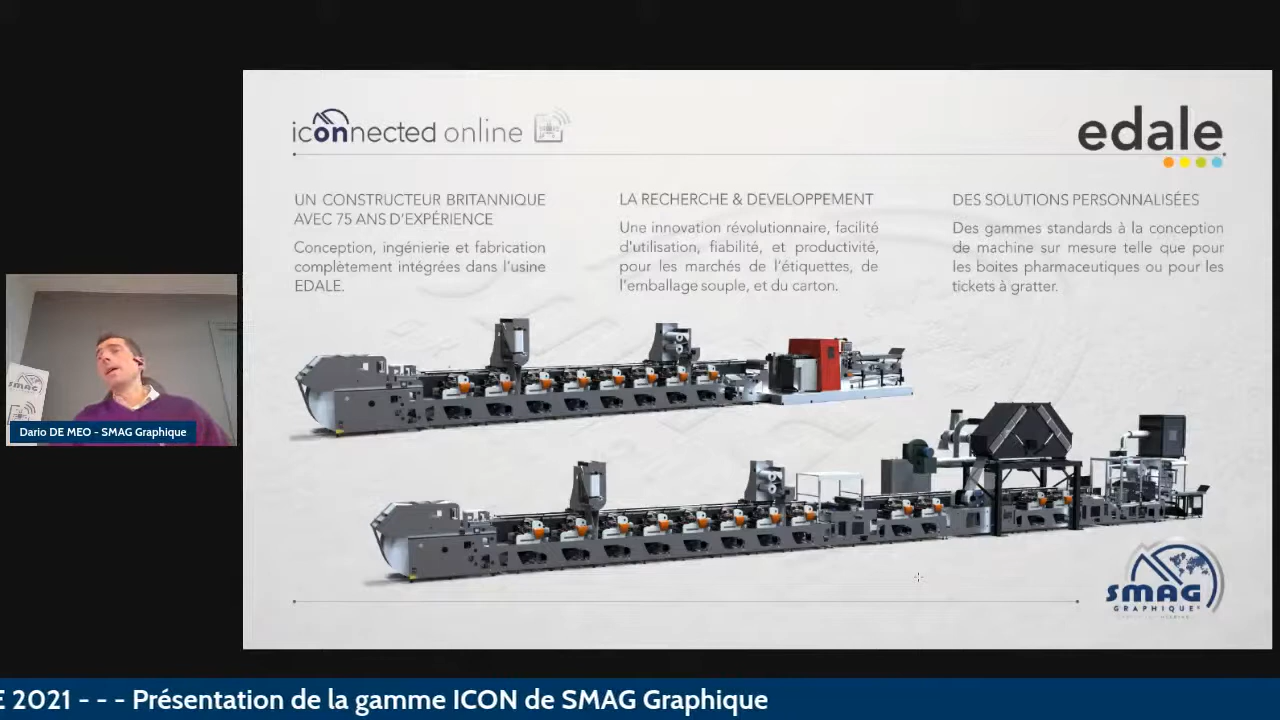 iconnected online
edale
UN CONSTRUCTEUR BRITANNIQUE
AVEC 75 ANS D'EXPÉRIENCE
Conception, ingénierie et fabrication
complètement intégrées dans l'usine
EDALE.
LA RECHERCHE & DEVELOPPEMENT
Une innovation révolutionnaire, facilité
d'utilisation, fiabilité, et productivité,
pour les marchés de l'étiquettes, de
l'emballage souple, et du carton.
DES SOLUTIONS PERSONNALISÉES
Des gammes standards à la conception
de machine sur mesure telle que pour
les boites pharmaceutiques ou pour les
tickets à gratter.
SMAG
Dario DE MEO - SMAG Graphique
SMAG
GRAPHIQUE
E 2021 - - - Présentation de la gamme ICON de SMAG Graphique